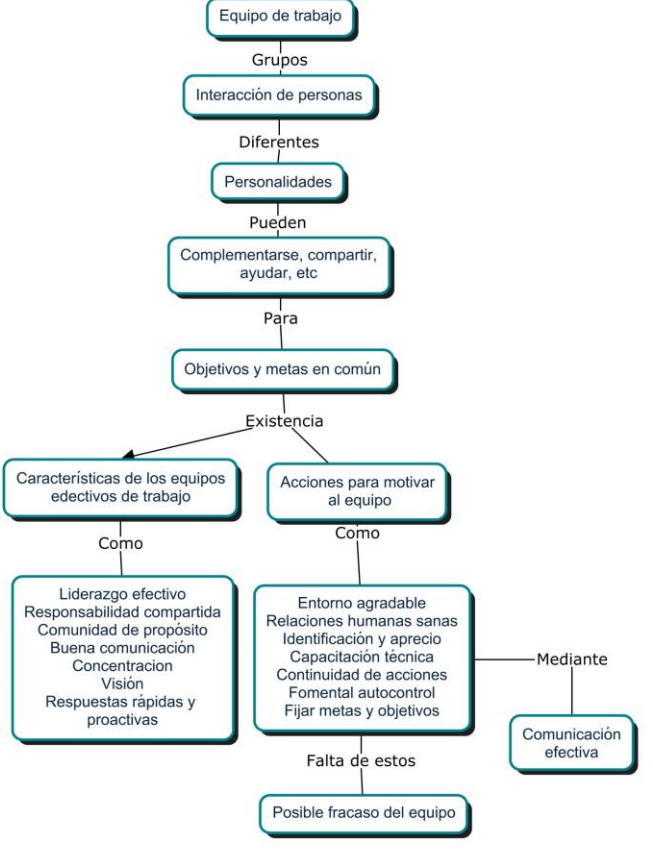 Equipo de trabajo
Grupos
Interacción de personas
Diferentes
Personalidades
Pueden
Complementarse, compartir,
ayudar, etc
Para
Objetivos y metas en común
Existencia
Características de los equipos
edectivos de trabajo
Como
Liderazgo efectivo
Responsabilidad compartida
Comunidad de propósito
Buena comunicación
Concentracion
Visión
Respuestas rápidas y
proactivas
Acciones para motivar
al equipo
Como
Entorno agradable
Relaciones humanas sanas
Identificación y aprecio
Capacitación técnica
Continuidad de acciones
Fomental autocontrol
Fijar metas y objetivos
Mediante
Comunicación
efectiva
Falta de estos
Posible fracaso del equipo